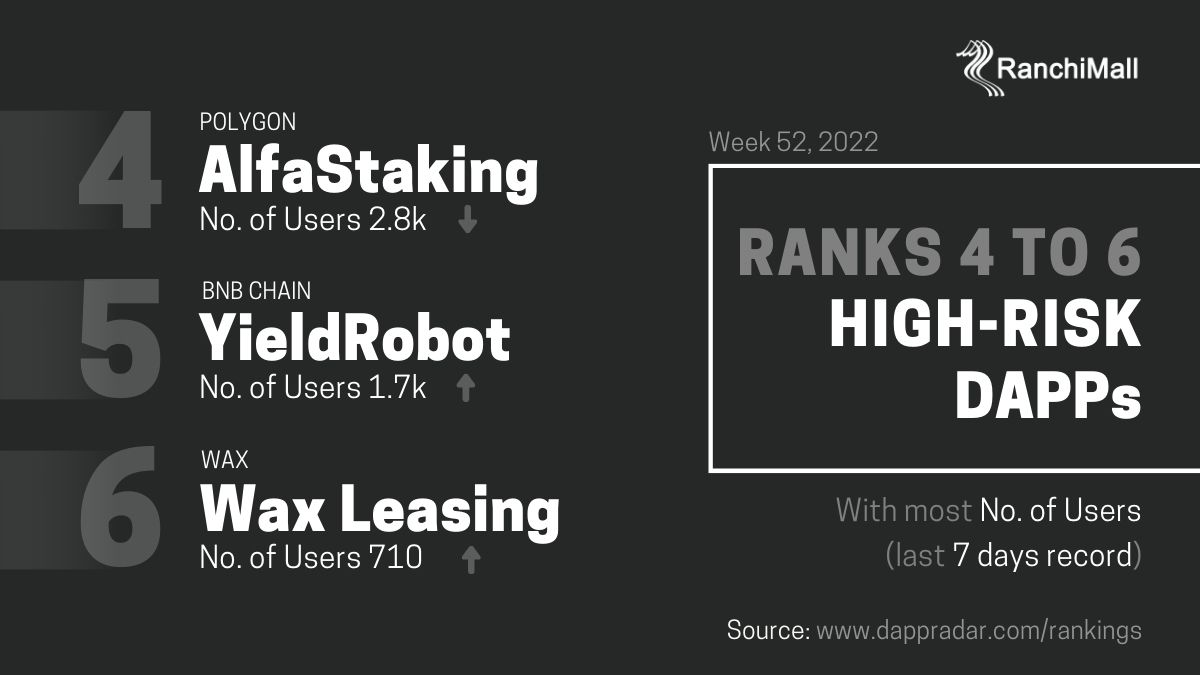 4
POLYGON
AlfaStaking
No. of Users 2.8k
5
BNB CHAIN
YieldRobot
No. of Users 1.7k
6
WAX
Wax Leasing
No. of Users 710
RanchiMall
Week 52, 2022
RANKS 4 TO 6
HIGH-RISK
DAPPs
With most No. of Users
(last 7 days record)
Source: www.dappradar.com/rankings